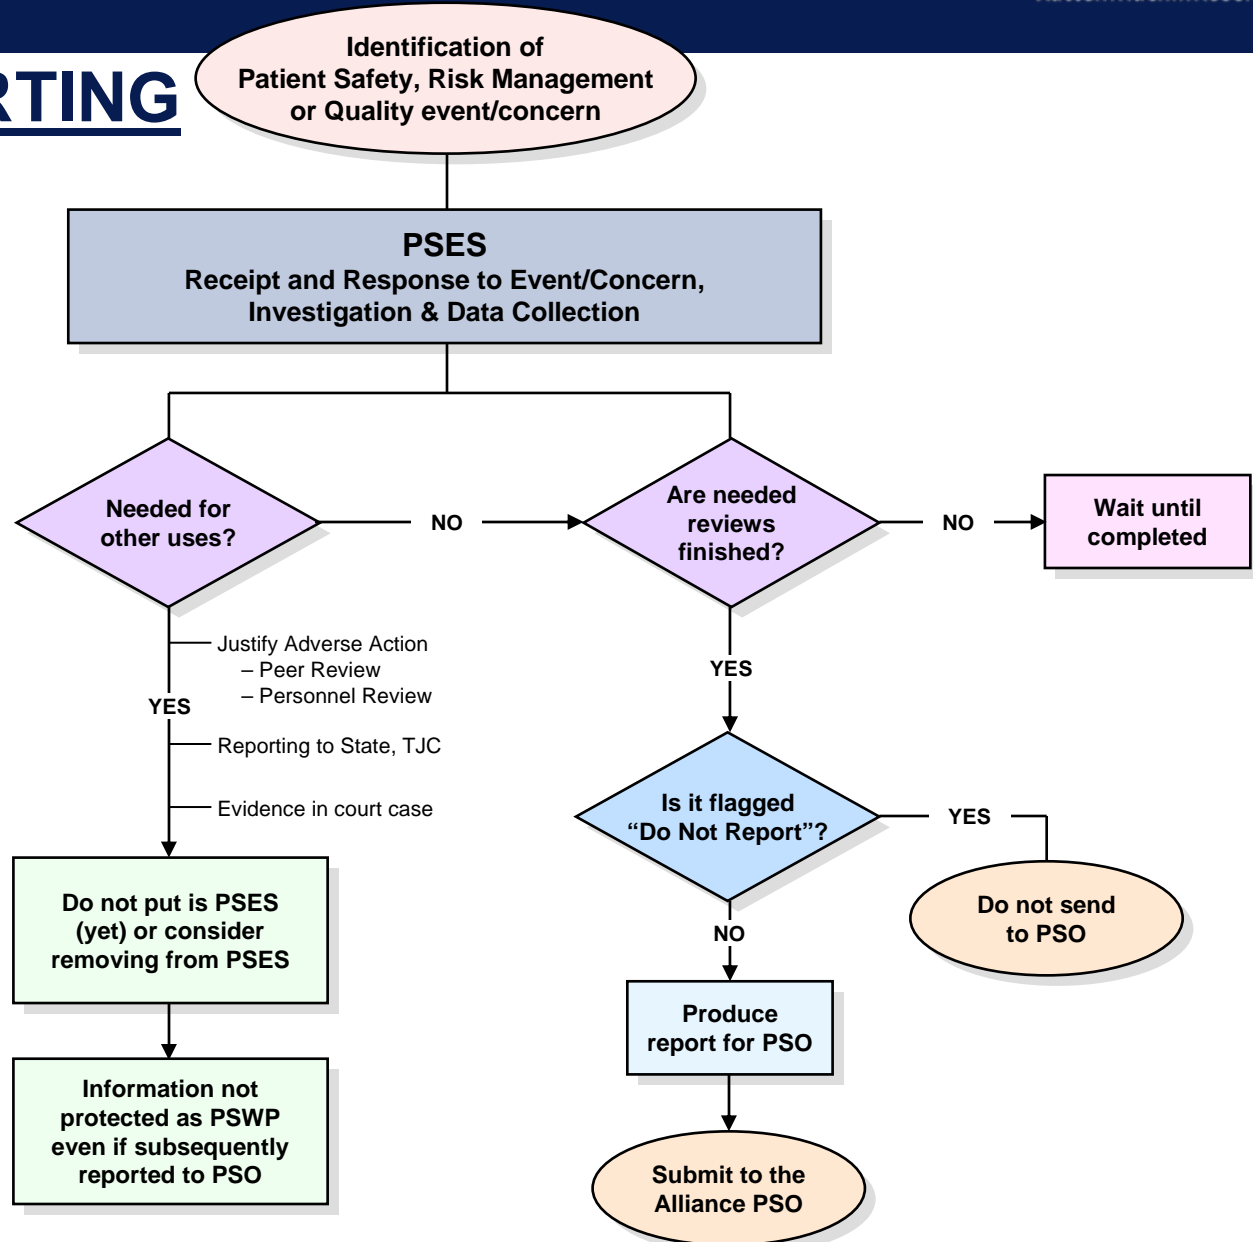 RTING
Identification of
Patient Safety, Risk Management
or Quality event/concern
PSES
Receipt and Response to Event/Concern,
Investigation & Data Collection
Needed for
other uses?
NO
Are needed
reviews
finished?
NO
Wait until
completed
Justify Adverse Action
– Peer Review
– Personnel Review
YES
Reporting to State, TJC
Evidence in court case
YES
Is it flagged
“Do Not Report”?
YES
Do not send
to PSO
NO
Do not put is PSES
(yet) or consider
removing from PSES
Produce
report for PSO
Information not
protected as PSWP
even if subsequently
reported to PSO
Submit to the
Alliance PSO